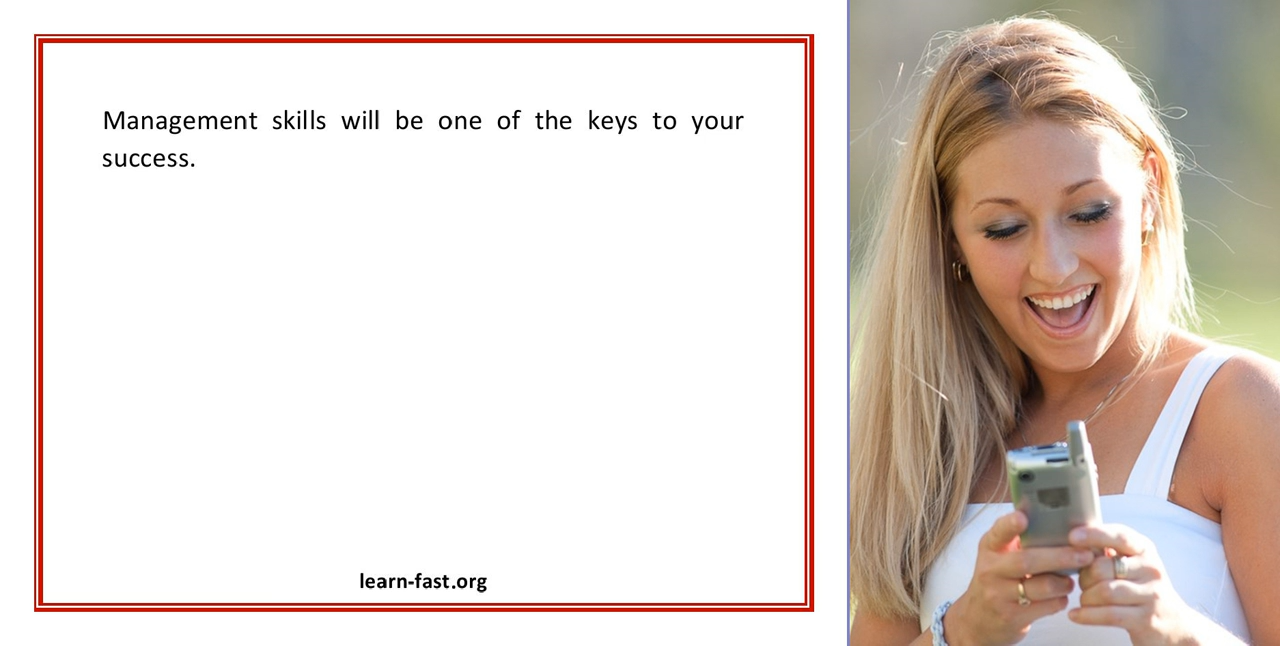 Management skills will be one of the keys to your
success.
learn-fast.org